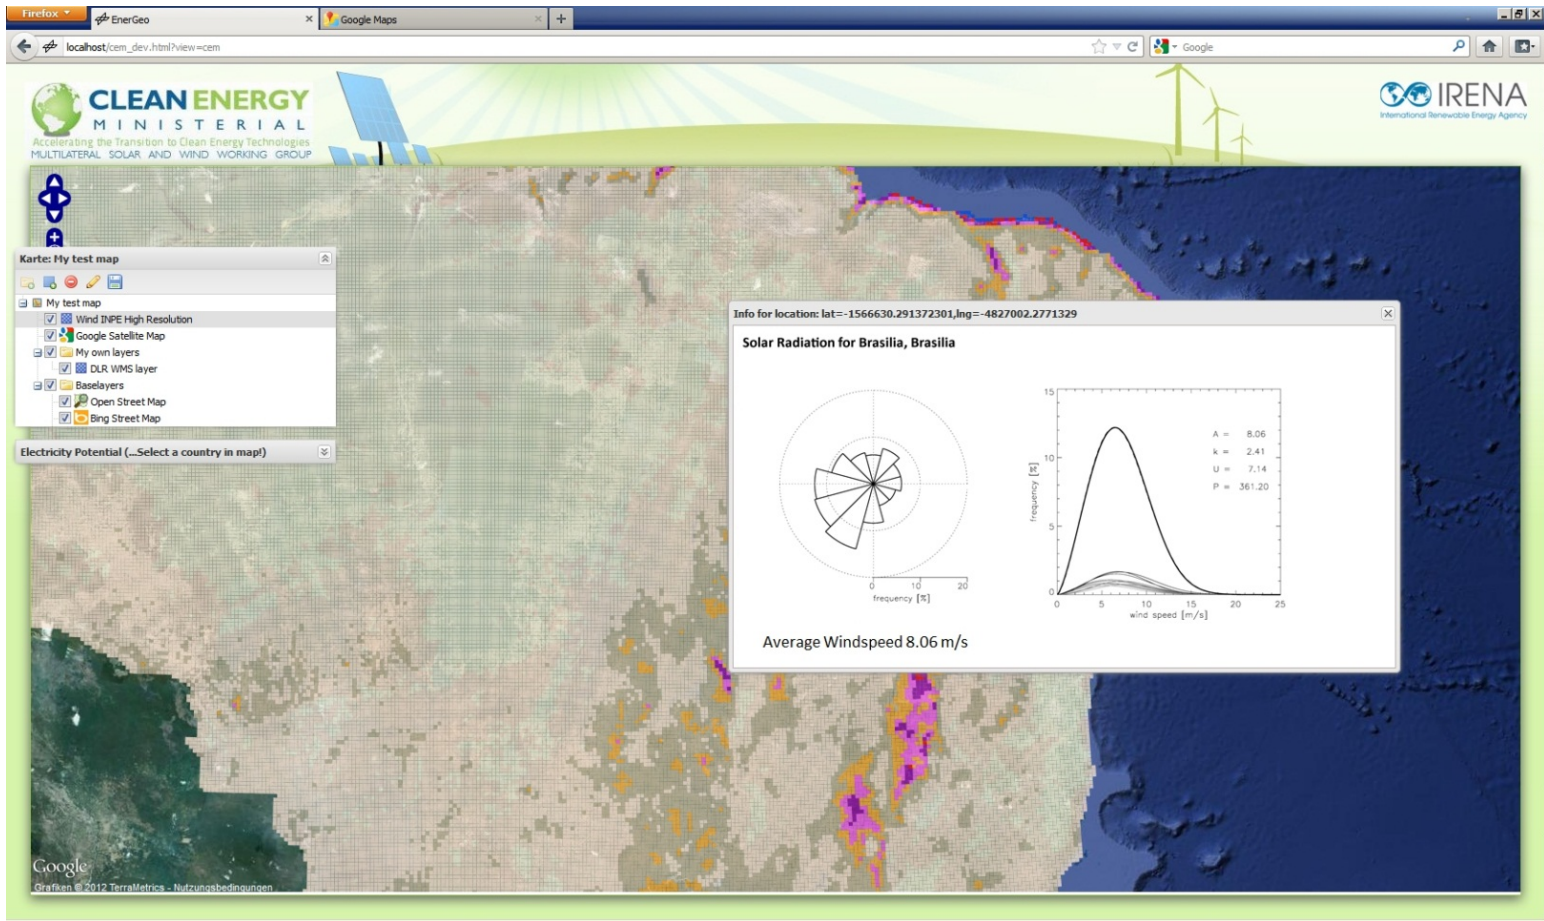 Firefox
EnerGeo
Google Maps
localhost/cem_dev.html?view=cem
Google
CLEAN ENERGY
MINISTERIAL
Accelerating the Transition to Clean Energy Technologies
MULTILATERAL SOLAR AND WIND WORKING GROUP
IRENA
International Renewable Energy Agency
Karte: My test map
My test map
Wind INPE High Resolution
Google Satellite Map
My own layers
DLR WMS layer
Baselayers
Open Street Map
Bing Street Map
Electricity Potential (...Select a country in map!)
Info for location: lat=-1566630.291372301,lng=-4827002.2771329
Solar Radiation for Brasilia, Brasilia
0 10 20
frequency [%]
15
10
5
0
frequency [%]
A = 8.06
k = 2.41
U = 7.14
P = 361.20
0 5 10 15 20 25
wind speed [m/s]
Average Windspeed 8.06 m/s
Google
Grafiken © 2012 TerraMetrics - Nutzungsbedingungen